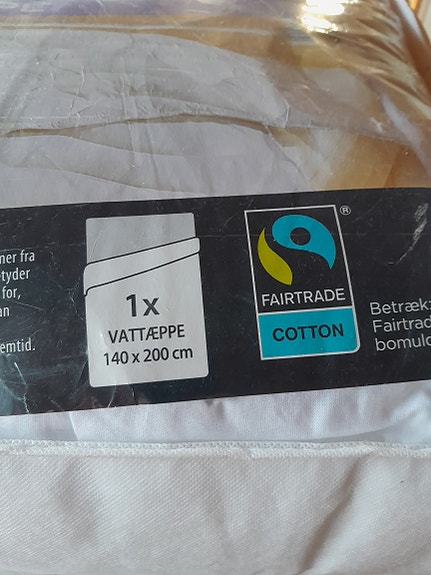 ner fra
tyder
for,
an
emtid.
1x
VATTÆPPE
140 x 200 cm
®
FAIRTRADE
COTTON
Betræk:
Fairtrad
bomuld